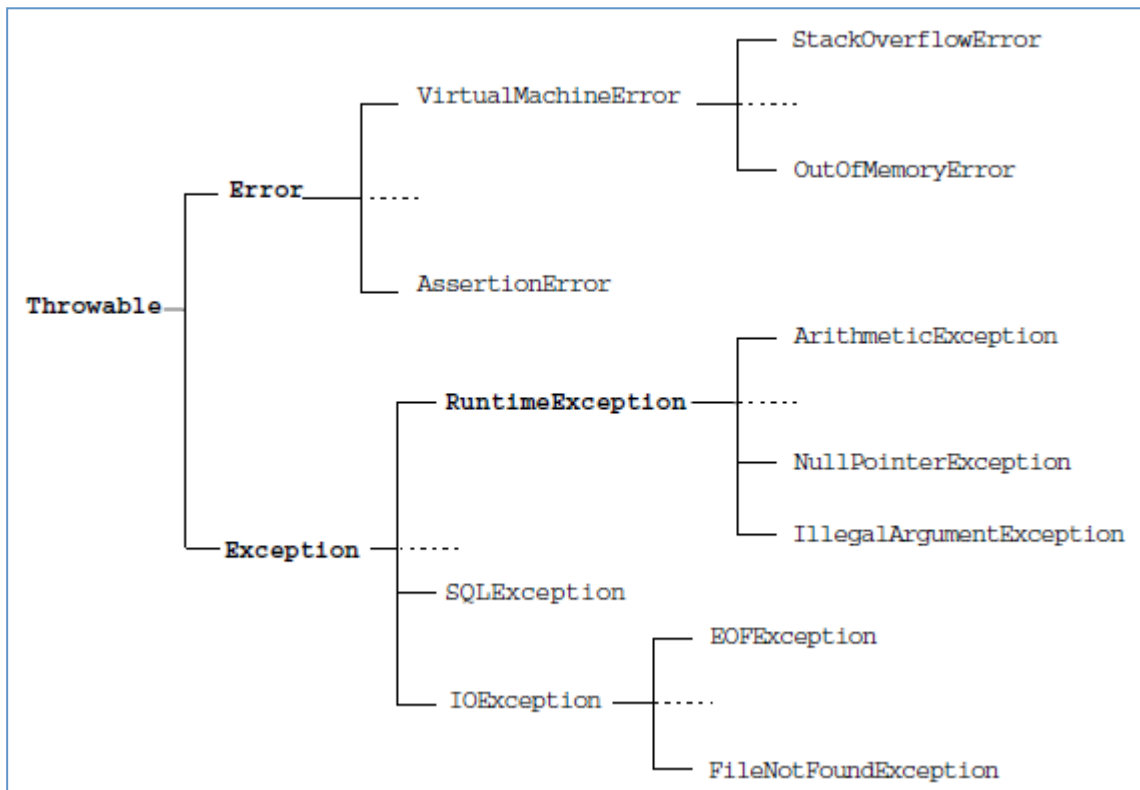 StackOverflowError
VirtualMachineError
OutOfMemoryError
Error
AssertionError
Throwable
ArithmeticException
RuntimeException
NullPointerException
IllegalArgumentException
Exception
SQLException
EOFException
IOException
FileNotFoundException